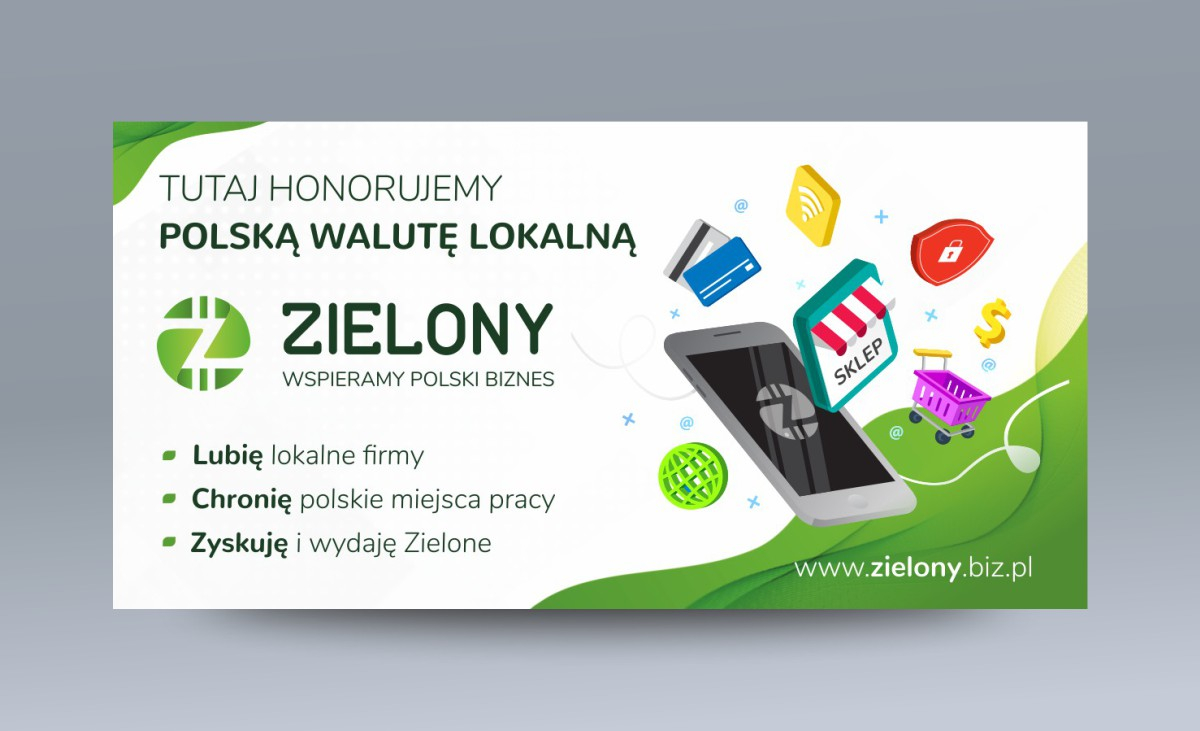 TUTAJ HONORUJEMY
POLSKĄ WALUTĘ LOKALNĄ
ZIELONY
WSPIERAMY POLSKI BIZNES
Lubię lokalne firmy
Chronię polskie miejsca pracy
Zyskuję i wydaję Zielone
SKLEP
www.zielony.biz.pl